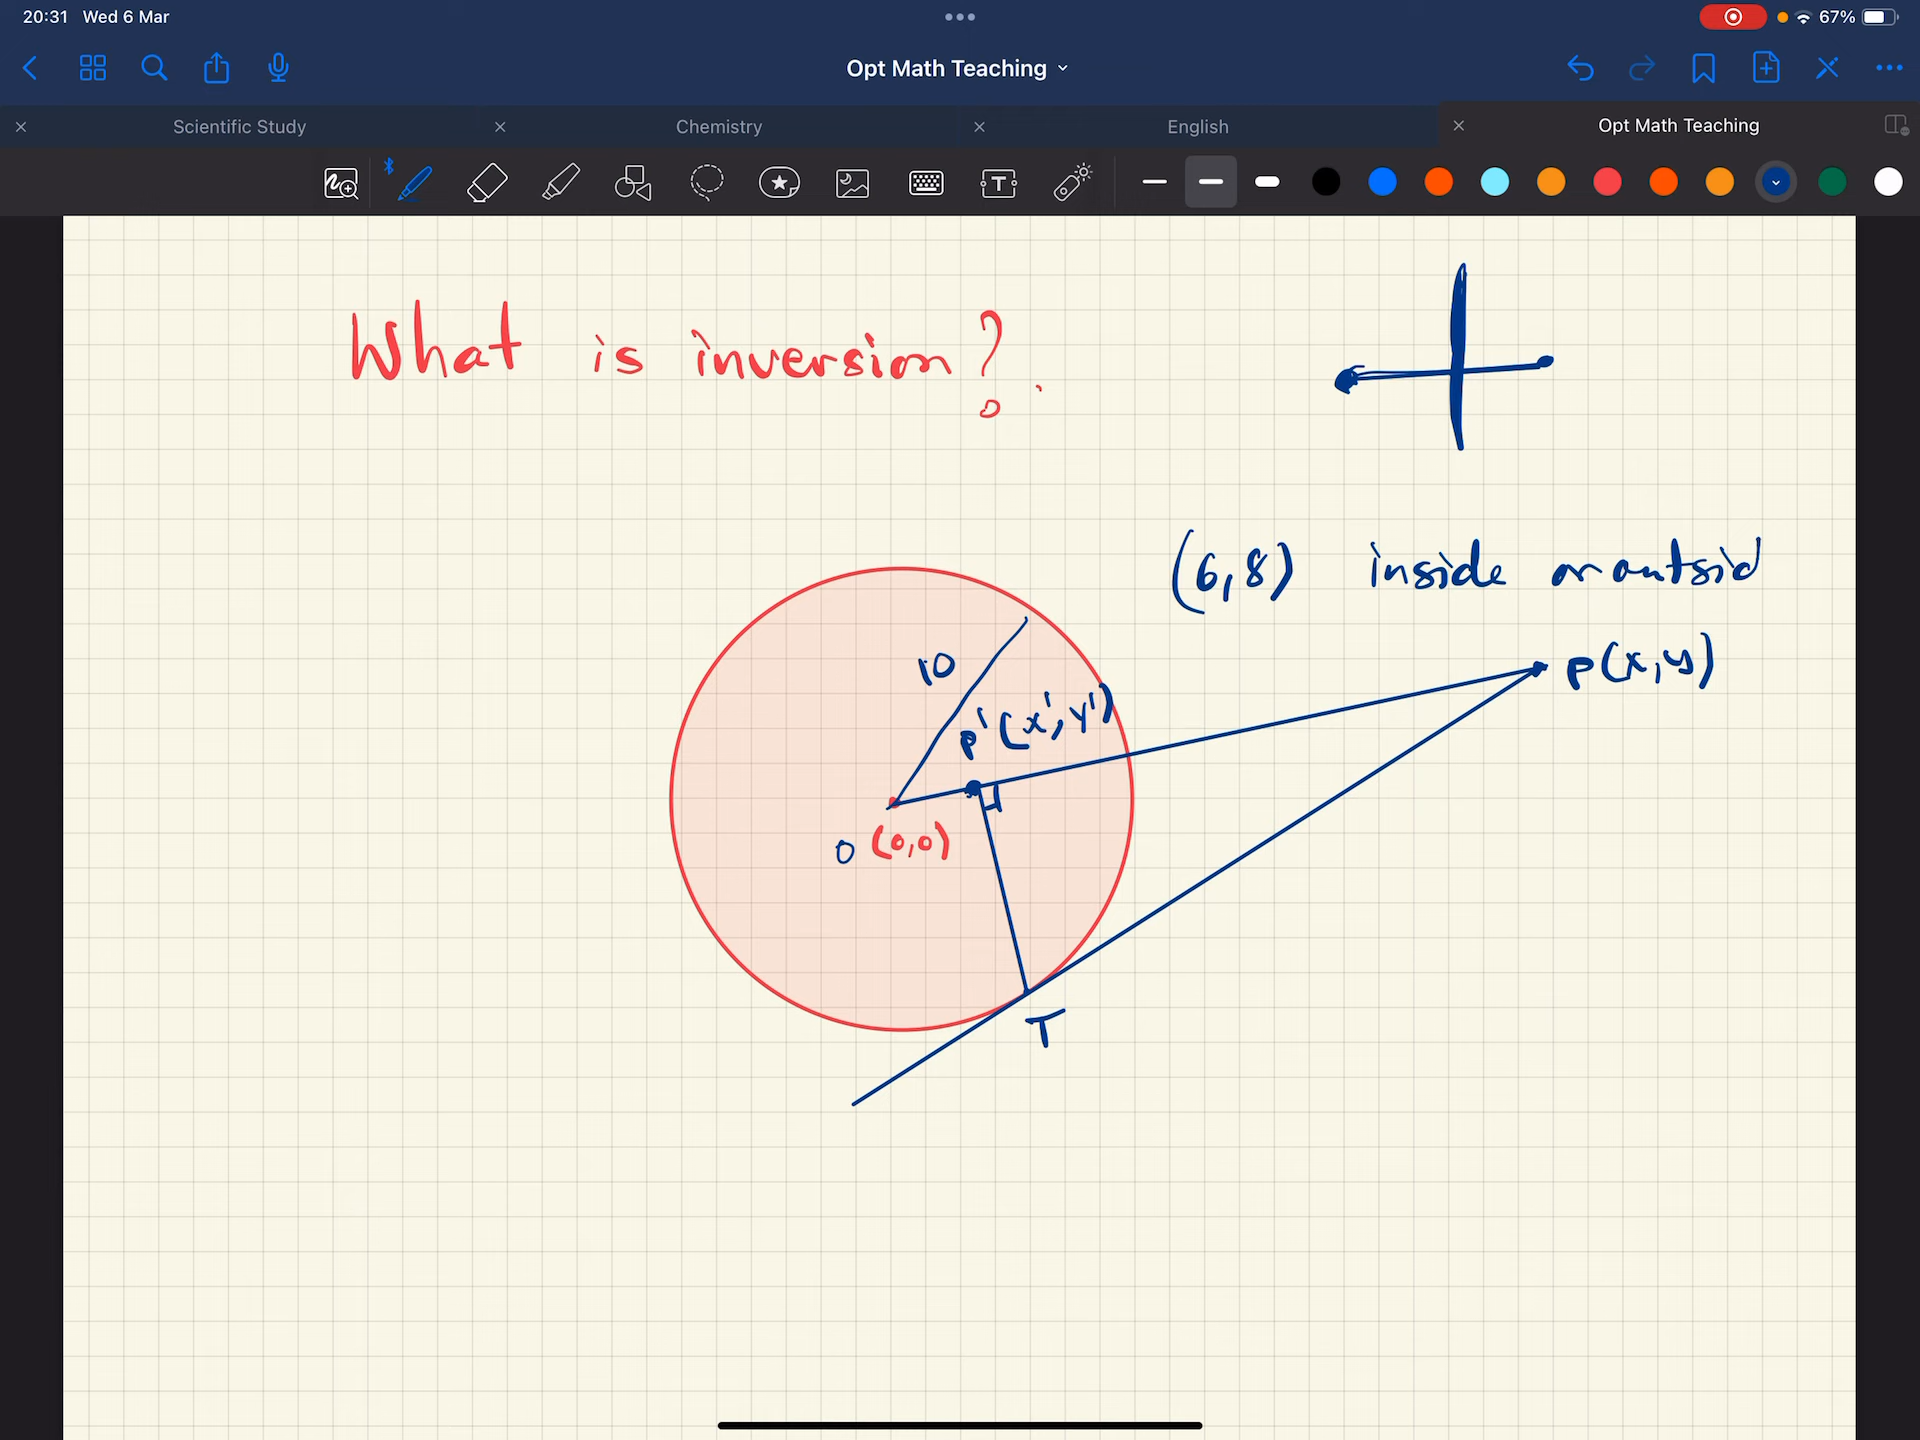 20:31 Wed 6 Mar
67%
Opt Math Teaching
Scientific Study
Chemistry
English
Opt Math Teaching
T
What is inversion?
(6,8) inside or outsid
10
P(x,y)
P'(x',y')
O (0,0)
T